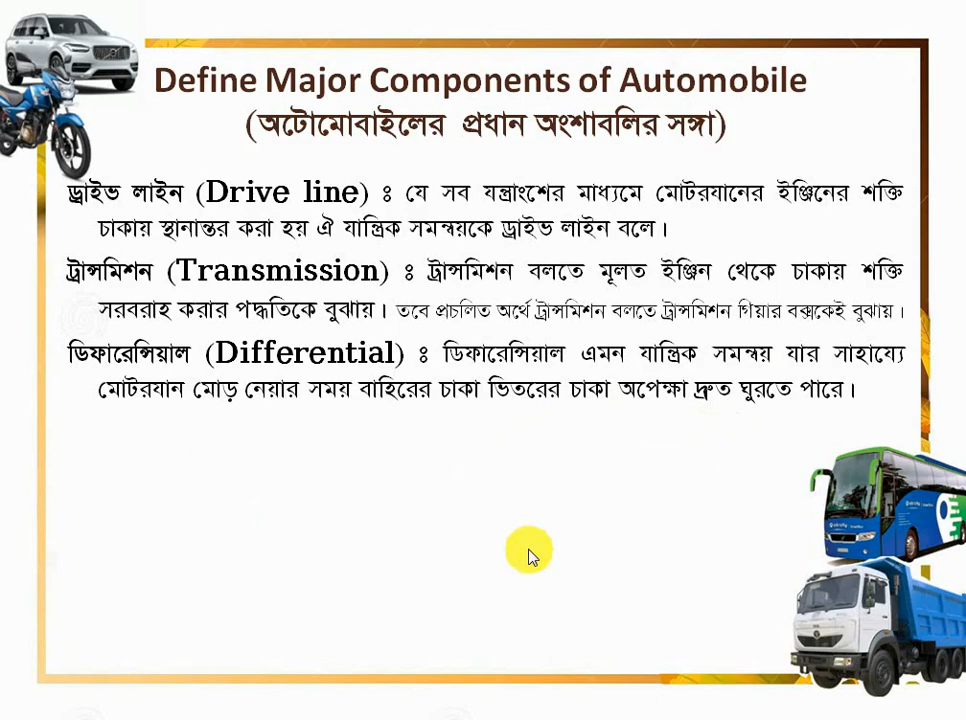 Define Major Components of Automobile
(অটোমোবাইলের প্রধান অংশাবলির সঙ্গা)
ড্রাইভ লাইন (Drive line) ঃ যে সব যন্ত্রাংশের মাধ্যমে মোটরযানের ইঞ্জিনের শক্তি
চাকায় স্থানান্তর করা হয় ঐ যান্ত্রিক সমন্বয়কে ড্রাইভ লাইন বলে।
ট্রান্সমিশন (Transmission) ঃ ট্রান্সমিশন বলতে মূলত ইঞ্জিন থেকে চাকায় শক্তি
সরবরাহ করার পদ্ধতিকে বুঝায়। তবে প্রচলিত অর্থে ট্রান্সমিশন বলতে ট্রান্সমিশন গিয়ার বক্সকেই বুঝায়।
ডিফারেন্সিয়াল (Differential) ঃ ডিফারেন্সিয়াল এমন যান্ত্রিক সমন্বয় যার সাহায্যে
মোটরযান মোড় নেয়ার সময় বাহিরের চাকা ভিতরের চাকা অপেক্ষা দ্রুত ঘুরতে পারে।